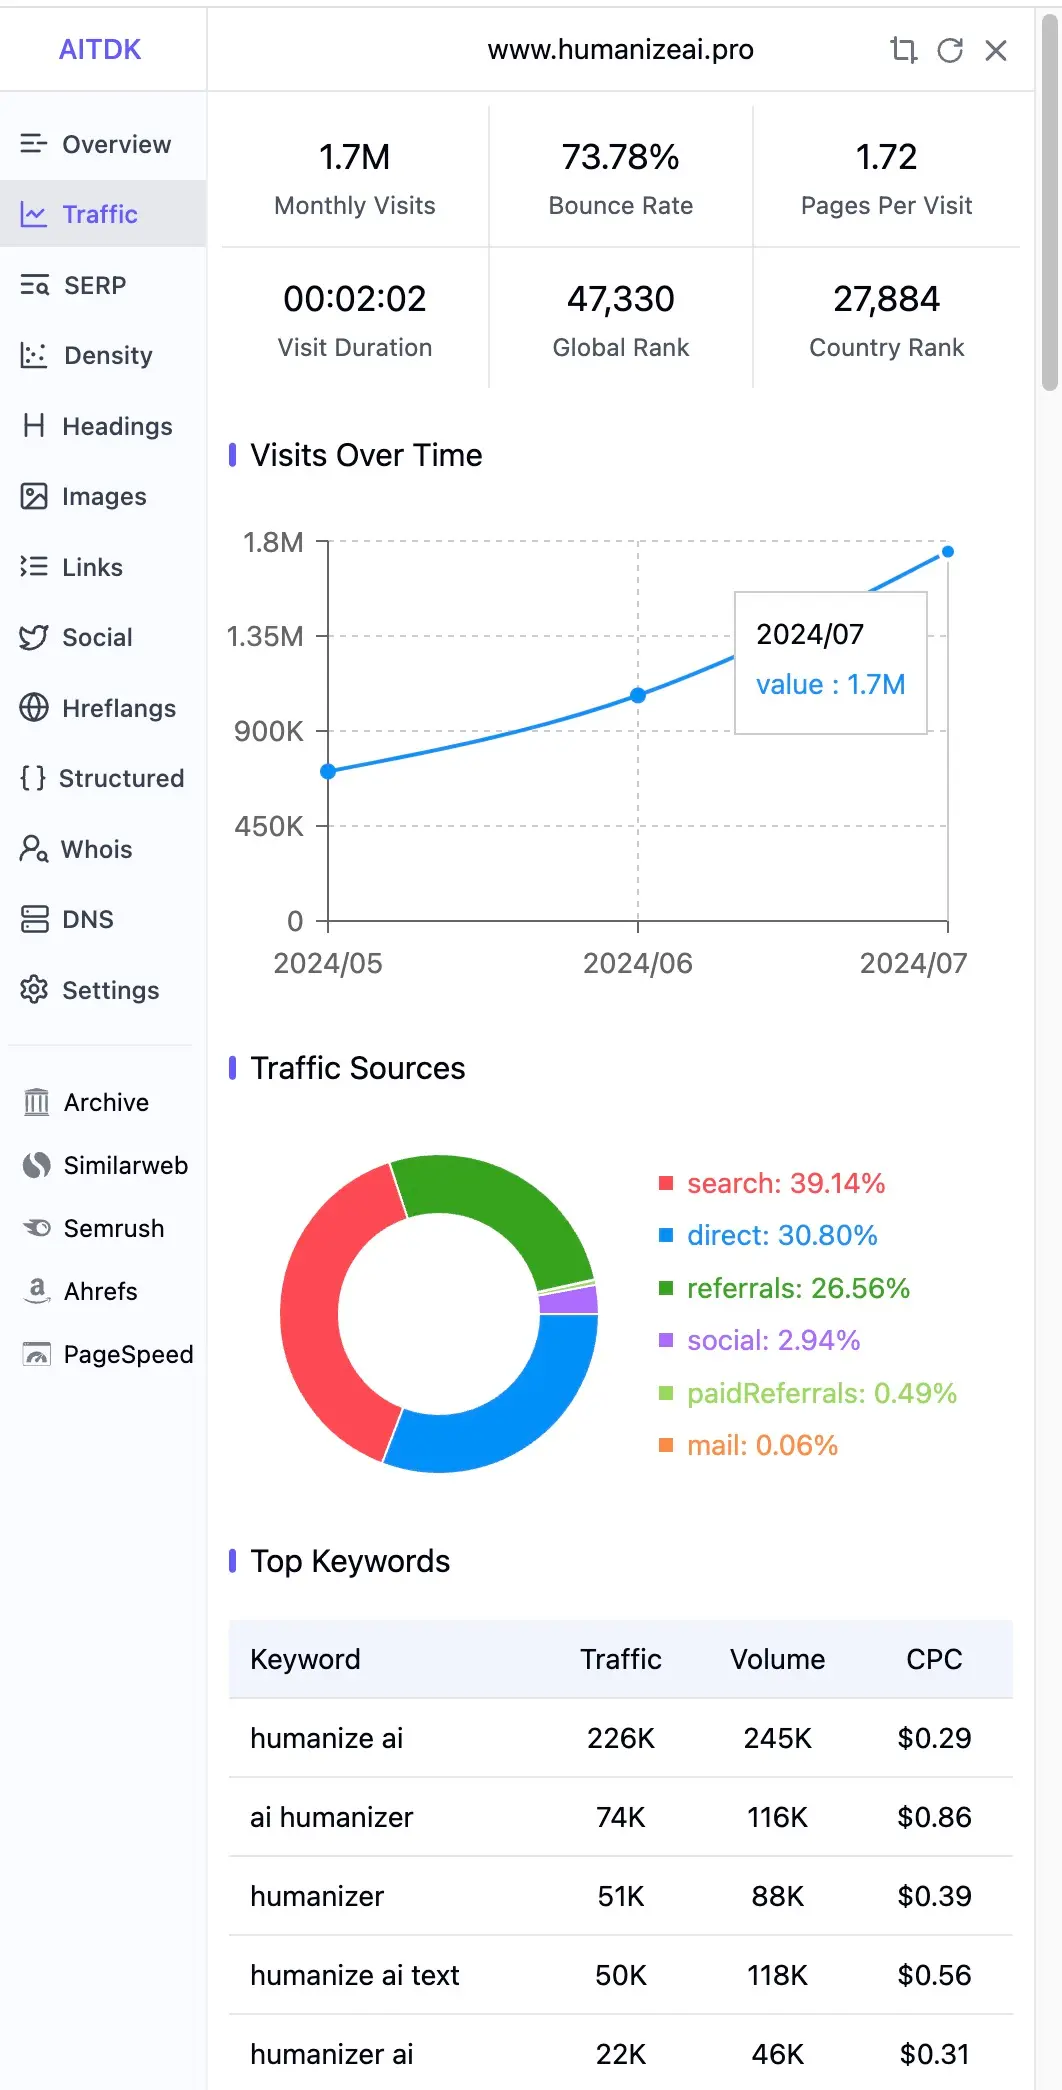 AITDK
www.humanizeai.pro
Overview
Traffic
SERP
Density
Headings
Images
Links
Social
Hreflangs
Structured
Whois
DNS
Settings
Archive
Similarweb
Semrush
Ahrefs
PageSpeed
1.7M 73.78% 1.72
Monthly Visits Bounce Rate Pages Per Visit
00:02:02 47,330 27,884
Visit Duration Global Rank Country Rank
Visits Over Time
1.8M
1.35M
900K
450K
0
2024/05 2024/06 2024/07
2024/07
value : 1.7M
Traffic Sources
search: 39.14%
direct: 30.80%
referrals: 26.56%
social: 2.94%
paidReferrals: 0.49%
mail: 0.06%
Top Keywords
Keyword Traffic Volume CPC
humanize ai 226K 245K $0.29
ai humanizer 74K 116K $0.86
humanizer 51K 88K $0.39
humanize ai text 50K 118K $0.56
humanizer ai 22K 46K $0.31